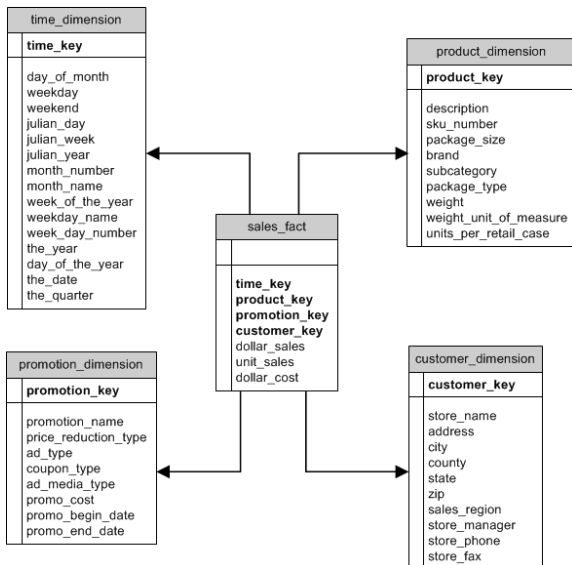 time_dimension
time_key
day_of_month
weekday
weekend
julian_day
julian_week
julian_year
month_number
month_name
week_of_the_year
weekday_name
week_day_number
the_year
day_of_the_year
the_date
the_quarter
product_dimension
product_key
description
sku_number
package_size
brand
subcategory
package_type
weight
weight_unit_of_measure
units_per_retail_case
sales_fact
time_key
product_key
promotion_key
customer_key
dollar_sales
unit_sales
dollar_cost
promotion_dimension
promotion_key
promotion_name
price_reduction_type
ad_type
coupon_type
ad_media_type
promo_cost
promo_begin_date
promo_end_date
customer_dimension
customer_key
store_name
address
city
county
state
zip
sales_region
store_manager
store_phone
store_fax